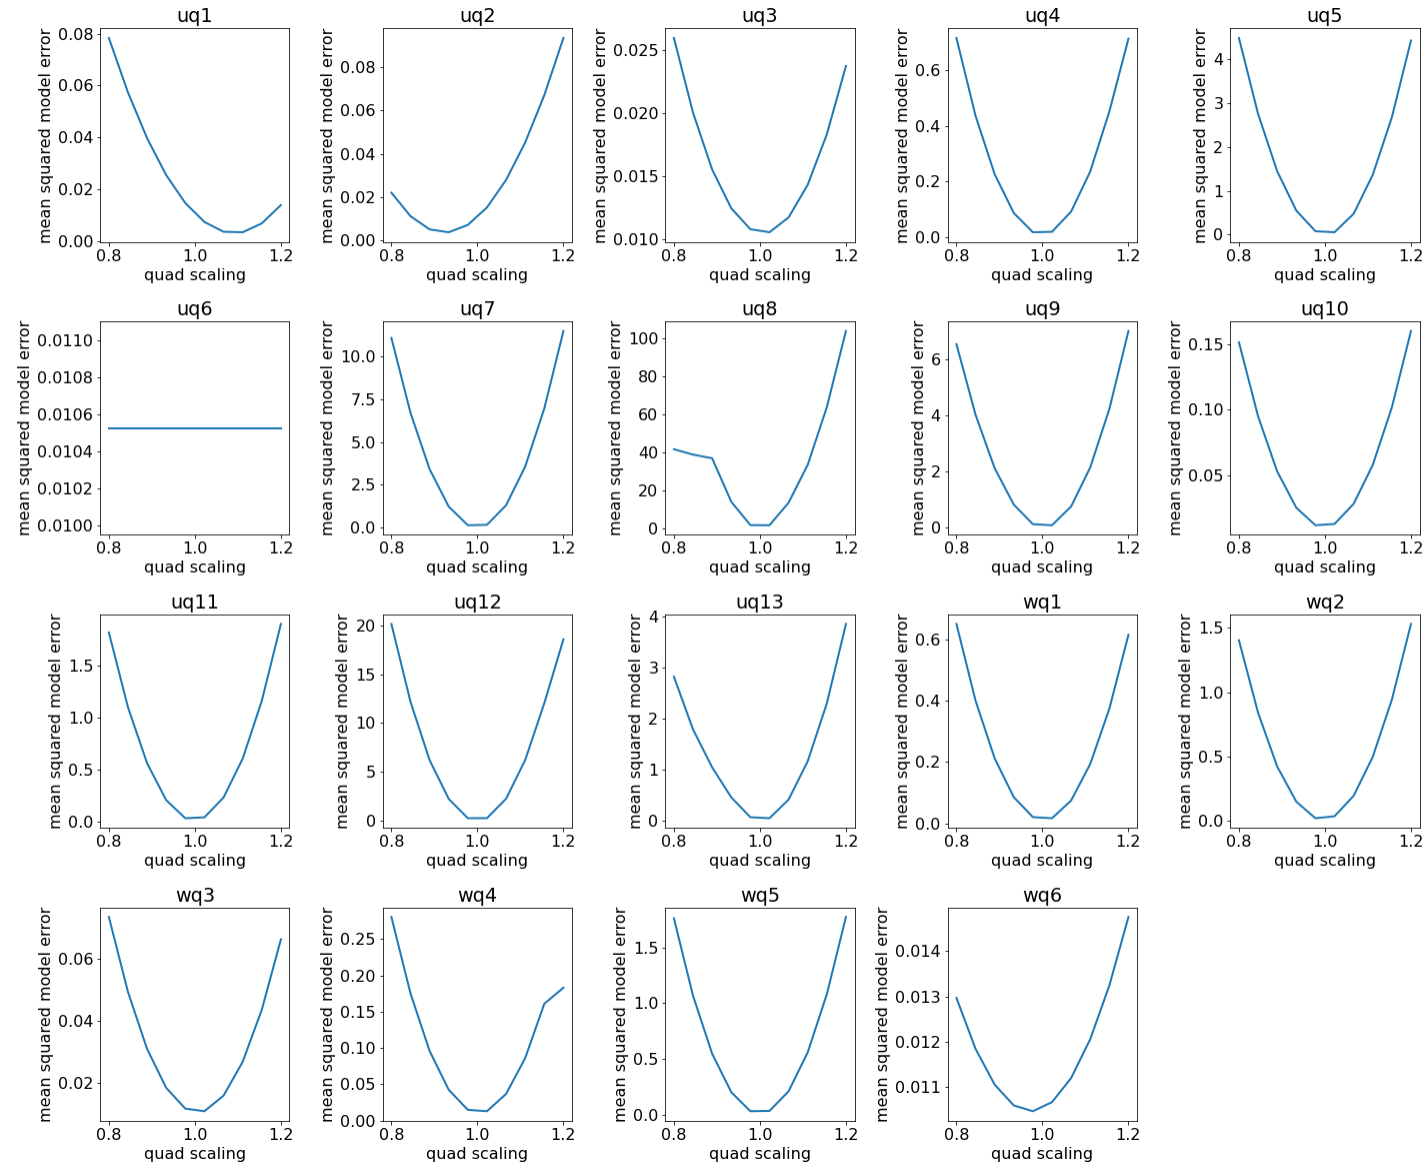 uq1
mean squared model error
0.08
0.06
0.04
0.02
0.00
0.8 1.0 1.2
quad scaling
uq2
mean squared model error
0.08
0.06
0.04
0.02
0.00
0.8 1.0 1.2
quad scaling
uq3
mean squared model error
0.025
0.020
0.015
0.010
0.8 1.0 1.2
quad scaling
uq4
mean squared model error
0.6
0.4
0.2
0.0
0.8 1.0 1.2
quad scaling
uq5
mean squared model error
4
3
2
1
0
0.8 1.0 1.2
quad scaling
uq6
mean squared model error
0.0110
0.0108
0.0106
0.0104
0.0102
0.0100
0.8 1.0 1.2
quad scaling
uq7
mean squared model error
10.0
7.5
5.0
2.5
0.0
0.8 1.0 1.2
quad scaling
uq8
mean squared model error
100
80
60
40
20
0
0.8 1.0 1.2
quad scaling
uq9
mean squared model error
6
4
2
0
0.8 1.0 1.2
quad scaling
uq10
mean squared model error
0.15
0.10
0.05
0.8 1.0 1.2
quad scaling
uq11
mean squared model error
1.5
1.0
0.5
0.0
0.8 1.0 1.2
quad scaling
uq12
mean squared model error
20
15
10
5
0
0.8 1.0 1.2
quad scaling
uq13
mean squared model error
4
3
2
1
0
0.8 1.0 1.2
quad scaling
wq1
mean squared model error
0.6
0.4
0.2
0.0
0.8 1.0 1.2
quad scaling
wq2
mean squared model error
1.5
1.0
0.5
0.0
0.8 1.0 1.2
quad scaling
wq3
mean squared model error
0.06
0.04
0.02
0.8 1.0 1.2
quad scaling
wq4
mean squared model error
0.25
0.20
0.15
0.10
0.05
0.00
0.8 1.0 1.2
quad scaling
wq5
mean squared model error
1.5
1.0
0.5
0.0
0.8 1.0 1.2
quad scaling
wq6
mean squared model error
0.014
0.013
0.012
0.011
0.8 1.0 1.2
quad scaling